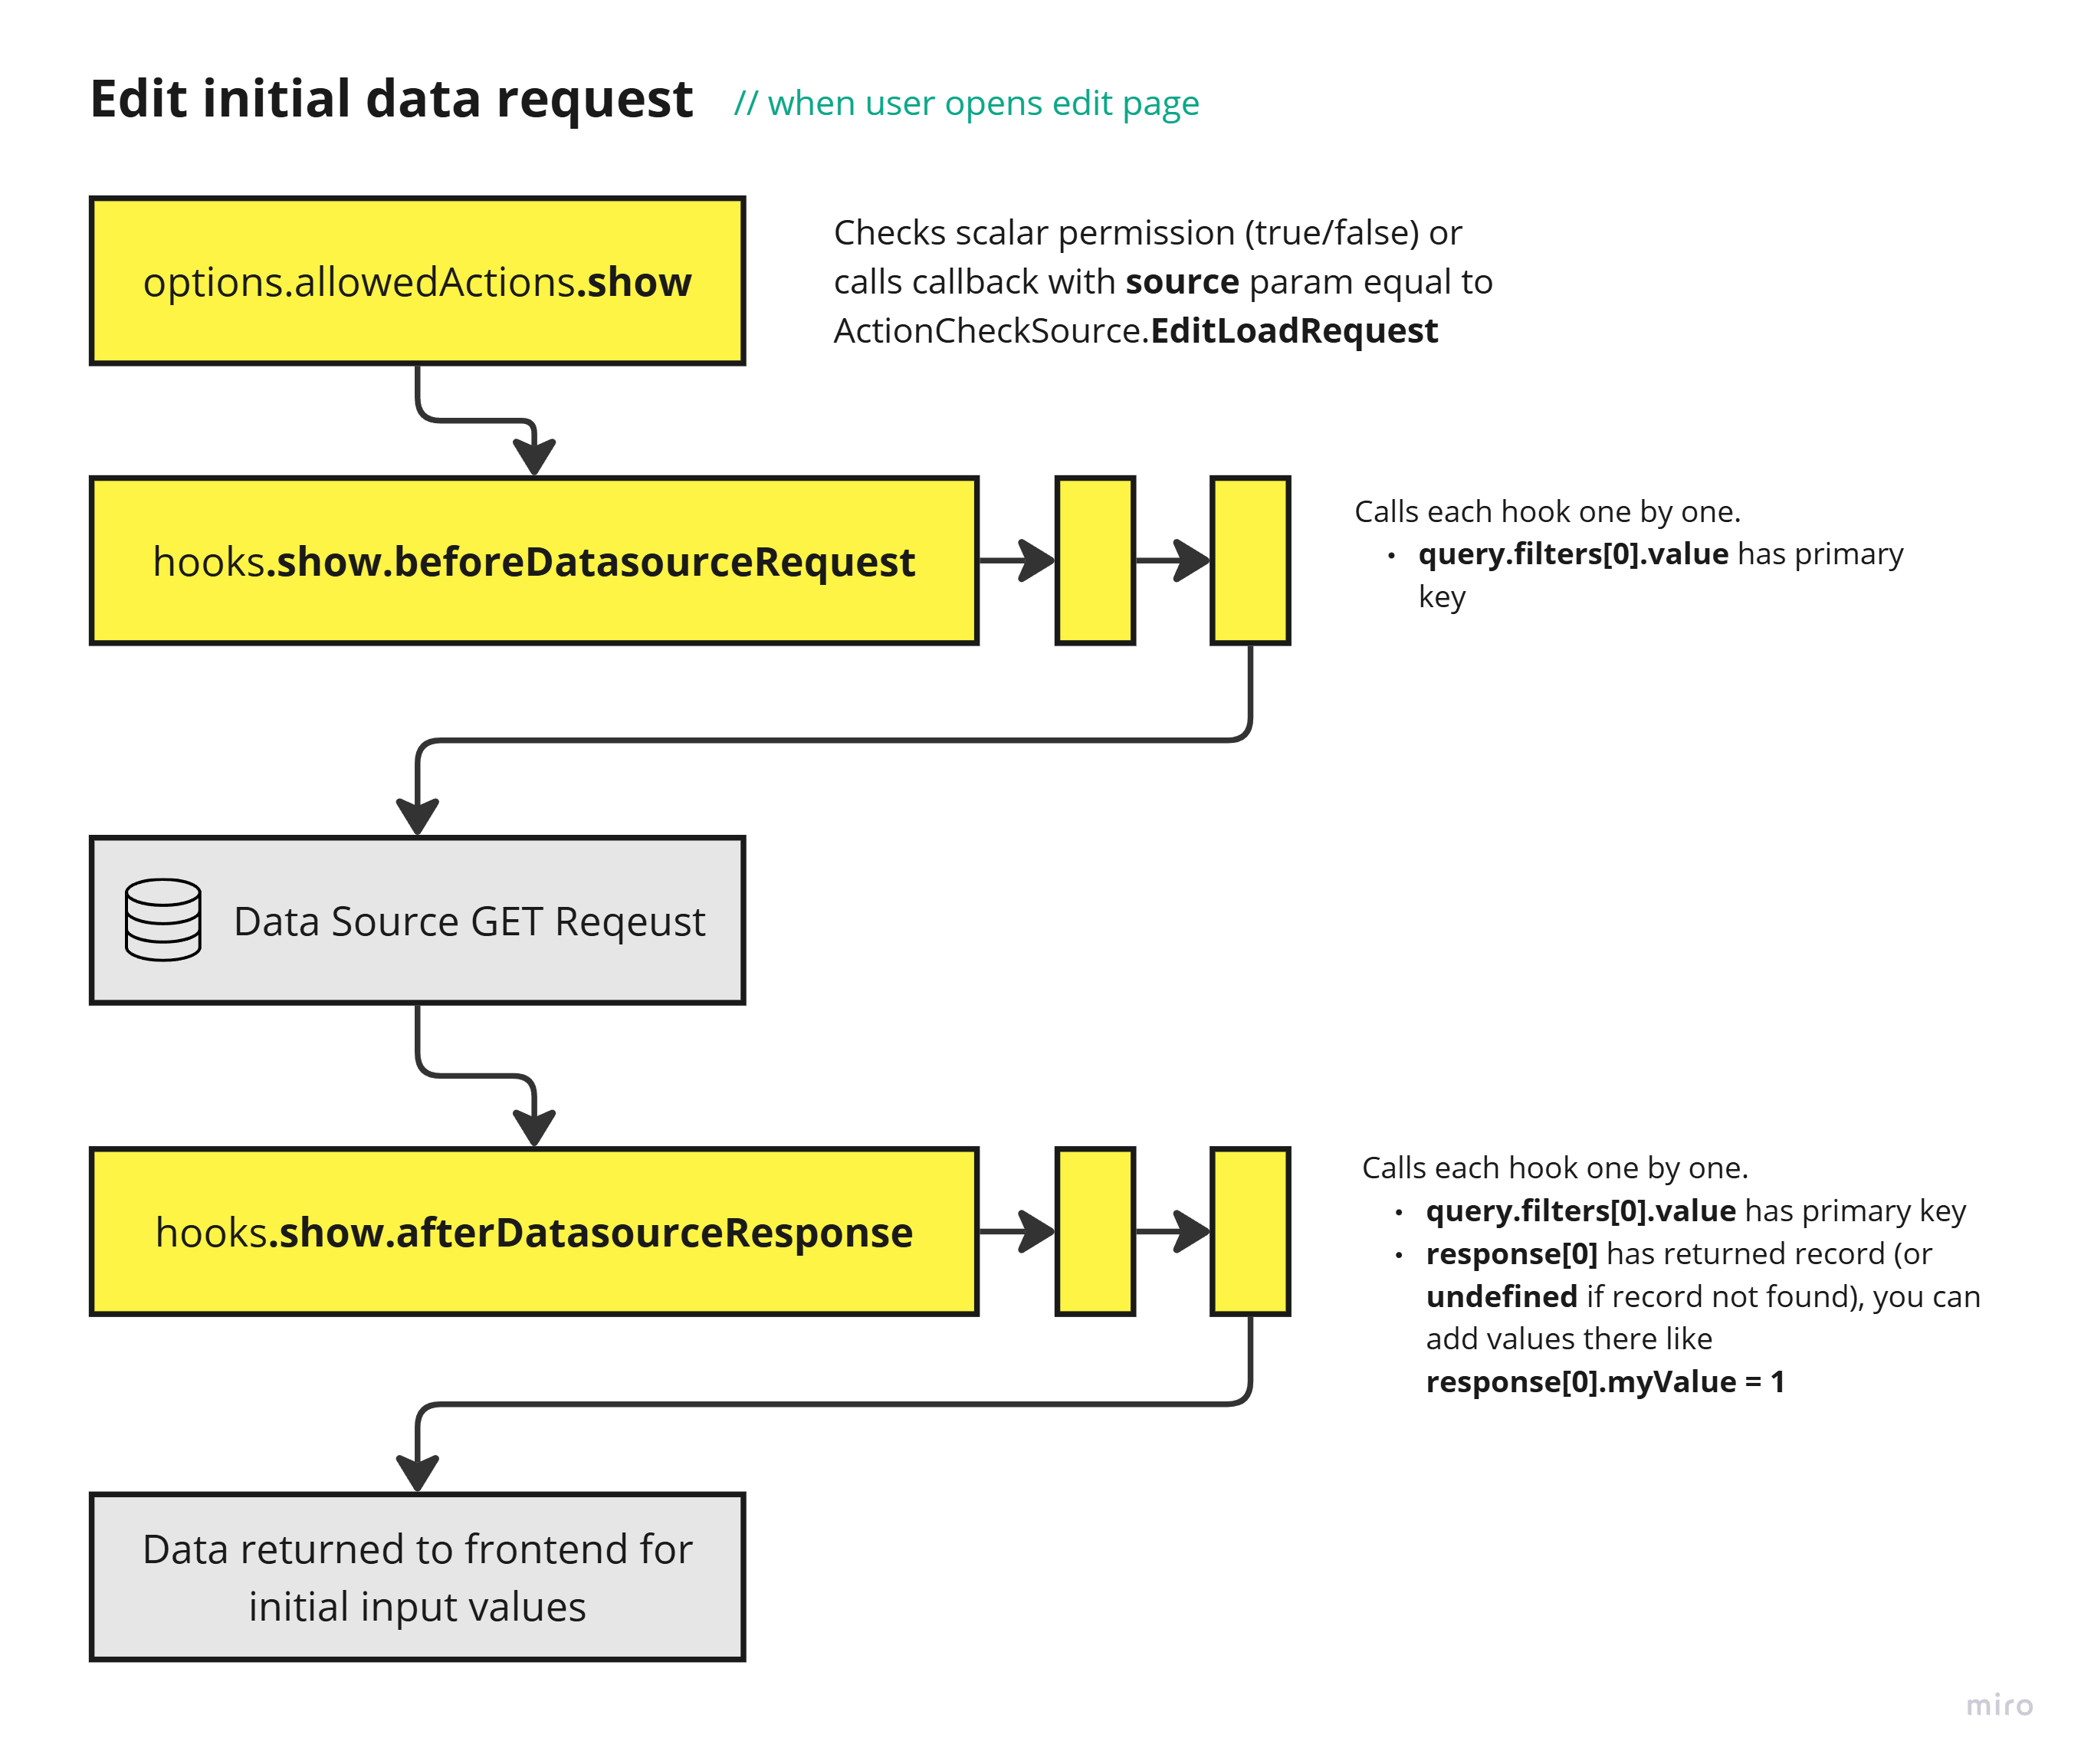 Edit initial data request // when user opens edit page
options.allowedActions.show
Checks scalar permission (true/false) or
calls callback with source param equal to
ActionCheckSource.EditLoadRequest
hooks.show.beforeDatasourceRequest
Calls each hook one by one.
• query.filters[0].value has primary
key
Data Source GET Reqeust
hooks.show.afterDatasourceResponse
Calls each hook one by one.
• query.filters[0].value has primary key
• response[0] has returned record (or
undefined if record not found), you can
add values there like
response[0].myValue = 1
Data returned to frontend for
initial input values
miro